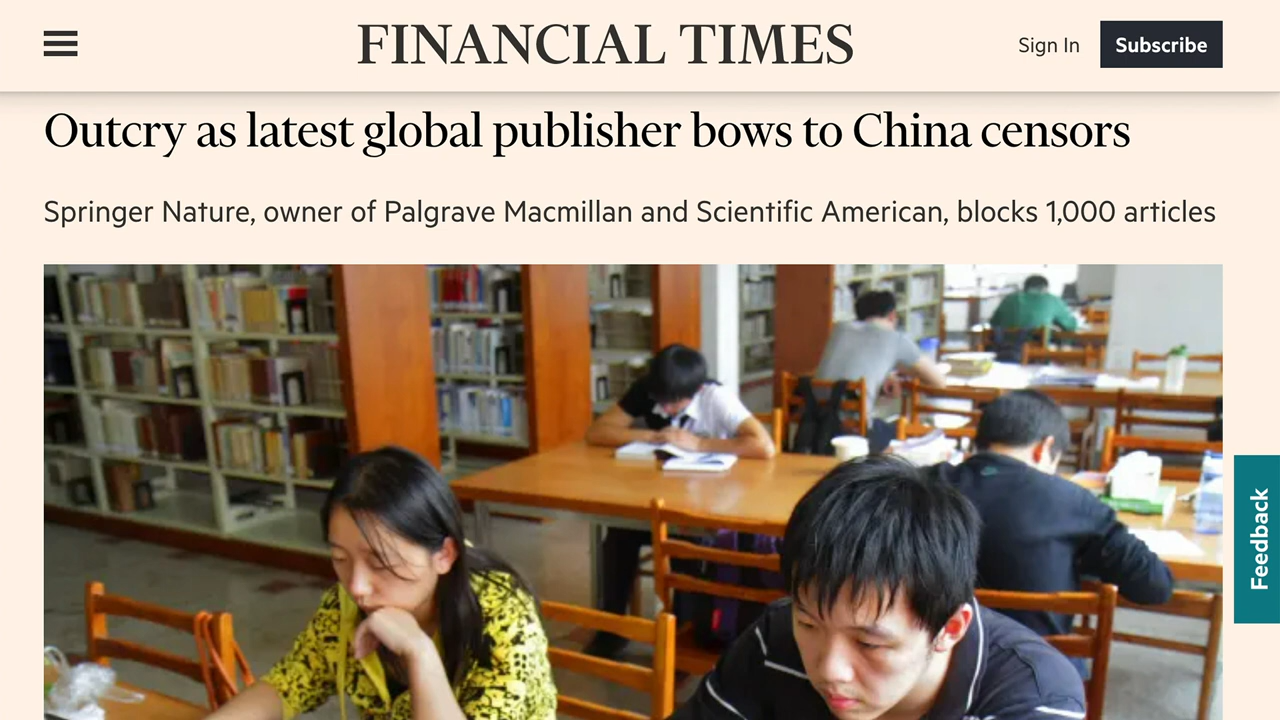 FINANCIAL TIMES
Sign In
Subscribe
Outcry as latest global publisher bows to China censors
Springer Nature, owner of Palgrave Macmillan and Scientific American, blocks 1,000 articles
Feedback